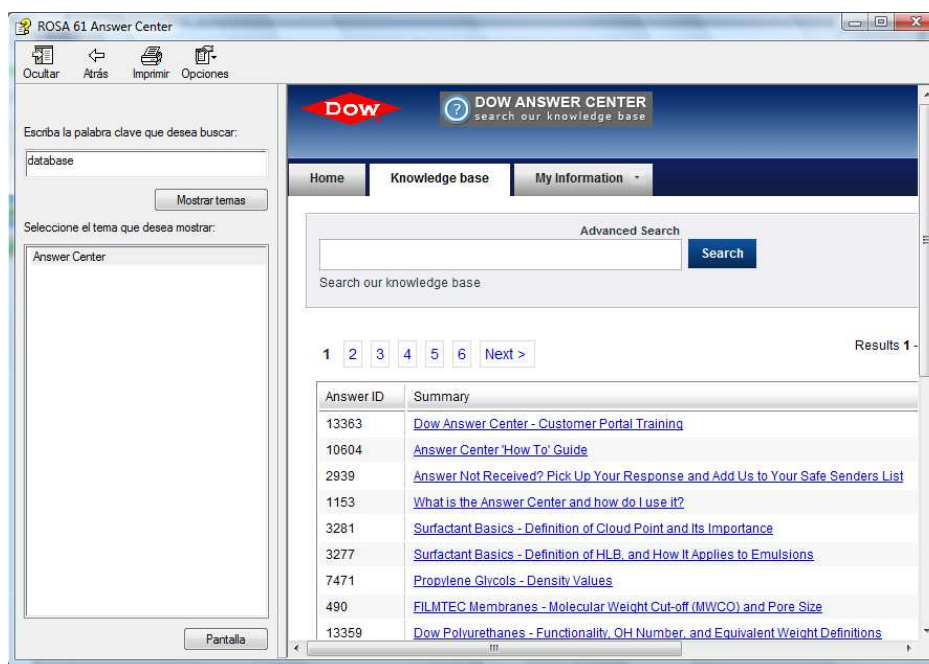 ROSA 61 Answer Center
Ocultar Atrás Imprimir Opciones
Escriba la palabra clave que desea buscar:
database
Mostrar temas
Seleccione el tema que desea mostrar:
Answer Center
Pantalla
DOW
DOW ANSWER CENTER
search our knowledge base
Home Knowledge base My Information
Advanced Search
Search
Search our knowledge base
1 2 3 4 5 6 Next >
Results 1 -
Answer ID Summary
13363 Dow Answer Center - Customer Portal Training
10604 Answer Center 'How To' Guide
2939 Answer Not Received? Pick Up Your Response and Add Us to Your Safe Senders List
1153 What is the Answer Center and how do I use it?
3281 Surfactant Basics - Definition of Cloud Point and Its Importance
3277 Surfactant Basics - Definition of HLB, and How It Applies to Emulsions
7471 Propylene Glycols - Density Values
490 FILMTEC Membranes - Molecular Weight Cut-off (MWCO) and Pore Size
13359 Dow Polyurethanes - Functionality, OH Number, and Equivalent Weight Definitions